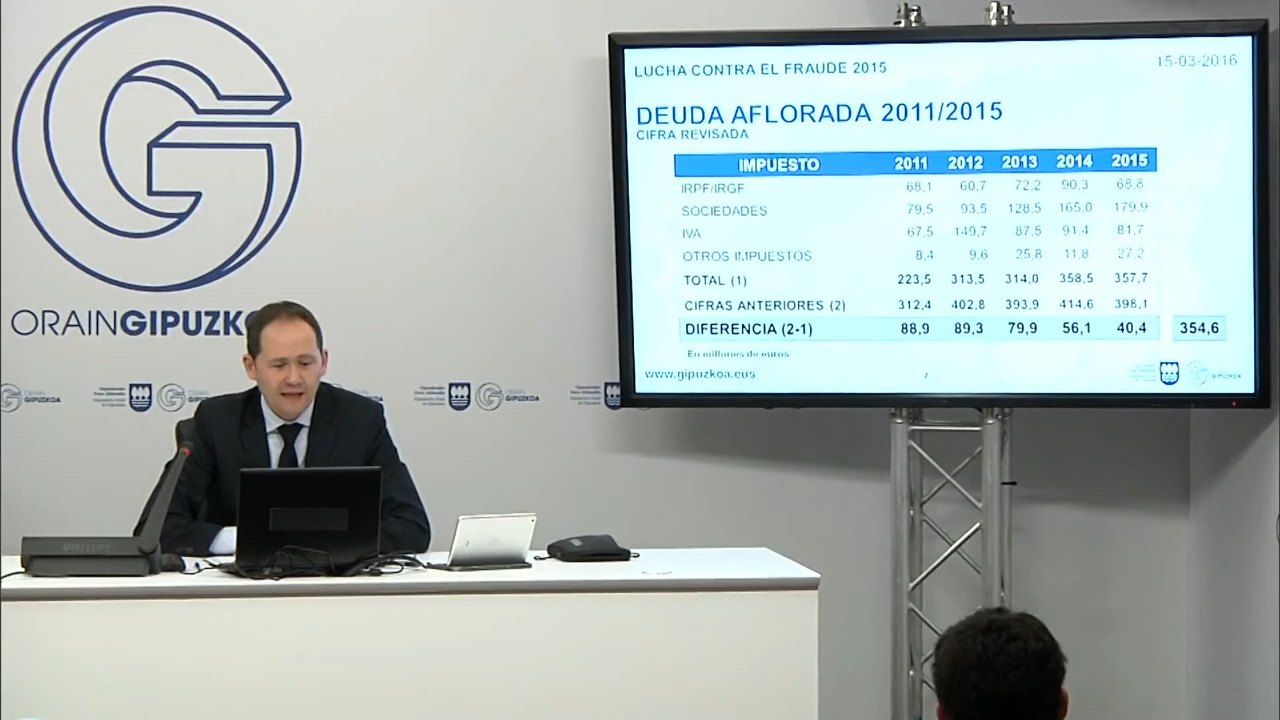 ORAINGIPUZK
LUCHA CONTRA EL FRAUDE 2015
15-03-2016
DEUDA AFLORADA 2011/2015
CIFRA REVISADA
IMPUESTO 2011 2012 2013 2014 2015
IRPF/IRGF 68,1 60,7 72,2 90,3 68,8
SOCIEDADES 79,5 93,5 128,5 165,0 179,9
IVA 67,5 149,7 87,5 91,4 81,7
OTROS IMPUESTOS 8,4 9,6 25,8 11,8 27,2
TOTAL (1) 223,5 313,5 314,0 358,5 357,7
CIFRAS ANTERIORES (2) 312,4 402,8 393,9 414,6 398,1
DIFERENCIA (2-1) 88,9 89,3 79,9 56,1 40,4 354,6
En millones de euros
www.gipuzkoa.eus
7
GIPUZKOA
ORAIN
GIPUZKOA
PHILIPS